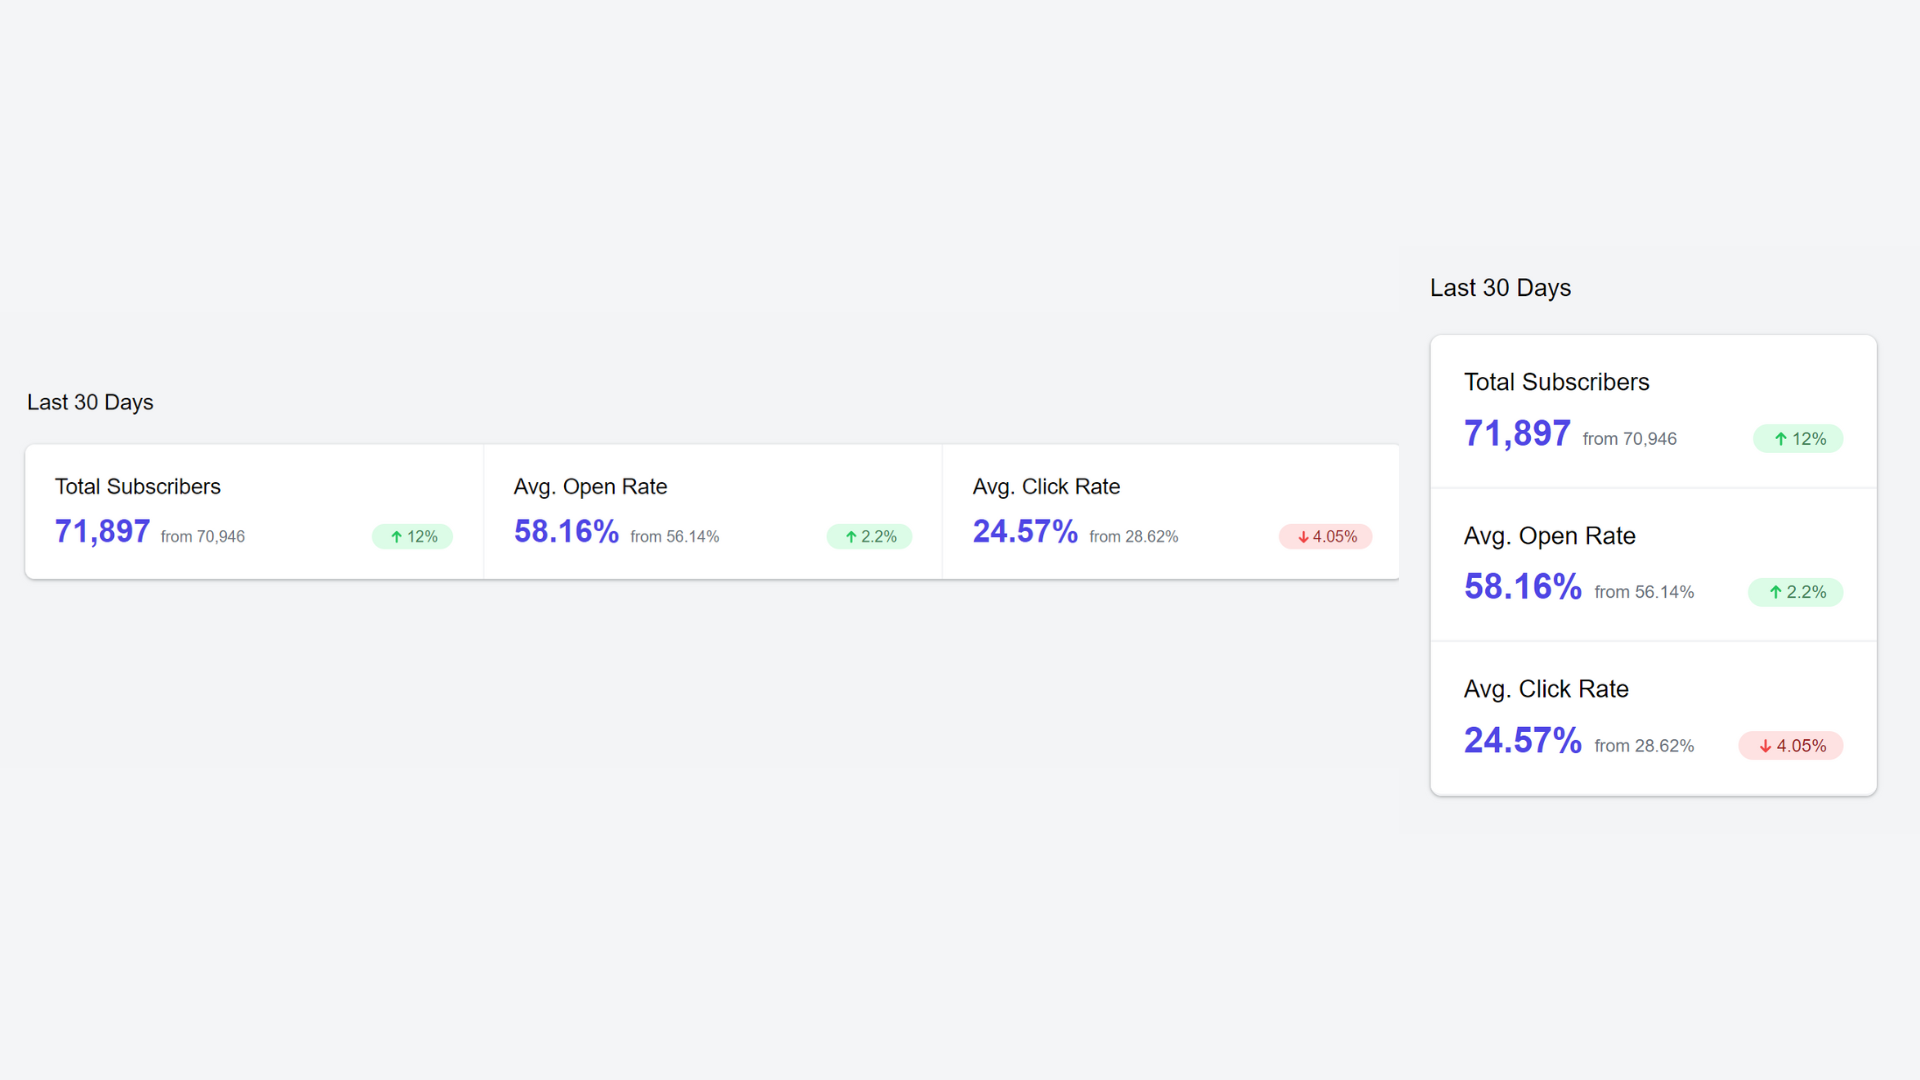 Last 30 Days
Total Subscribers
71,897 from 70,946 12%
Avg. Open Rate
58.16% from 56.14% 2.2%
Avg. Click Rate
24.57% from 28.62% 4.05%
Last 30 Days
Total Subscribers
71,897 from 70,946 12%
Avg. Open Rate
58.16% from 56.14% 2.2%
Avg. Click Rate
24.57% from 28.62% 4.05%